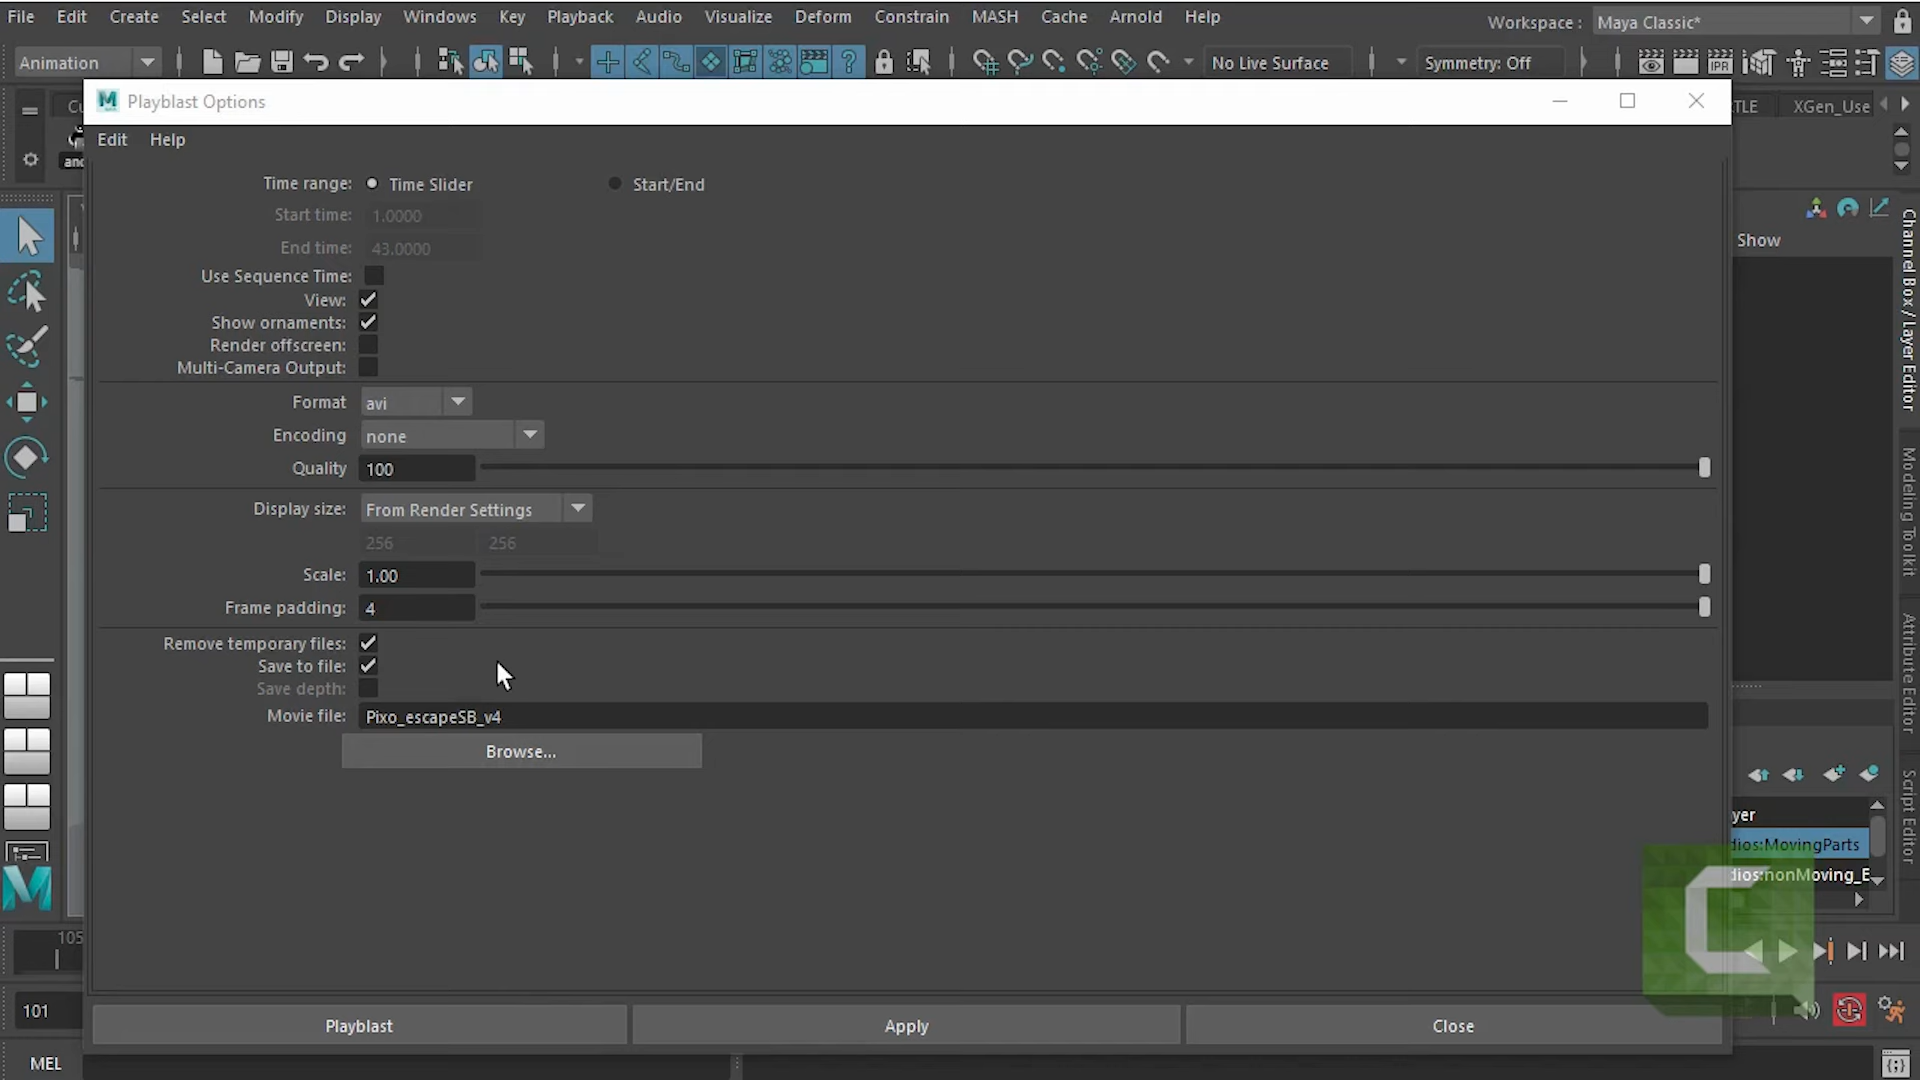 File Edit Create Select Modify Display Windows Key Playback Audio Visualize Deform Constrain MASH Cache Arnold Help
Workspace : Maya Classic*
Animation No Live Surface Symmetry: Off
IPR
Playblast Options
TLE XGen_Use
Edit Help
Time range: Time Slider Start/End
Start time: 1.0000
Show
End time: 43.0000
Use Sequence Time:
View:
Show ornaments:
Render offscreen:
Multi-Camera Output:
Format avi
Encoding none
Quality 100
Display size: From Render Settings
256 256
Scale: 1.00
Frame padding: 4
Remove temporary files:
Save to file:
Save depth:
Movie file: Pixo_escapeSB_v4
Browse...
Channel Box / Layer Editor
Modeling Toolkit
Attribute Editor
Script Editor
yer
dios:MovingParts
dios:nonMoving_E
105
101
Playblast Apply Close
MEL